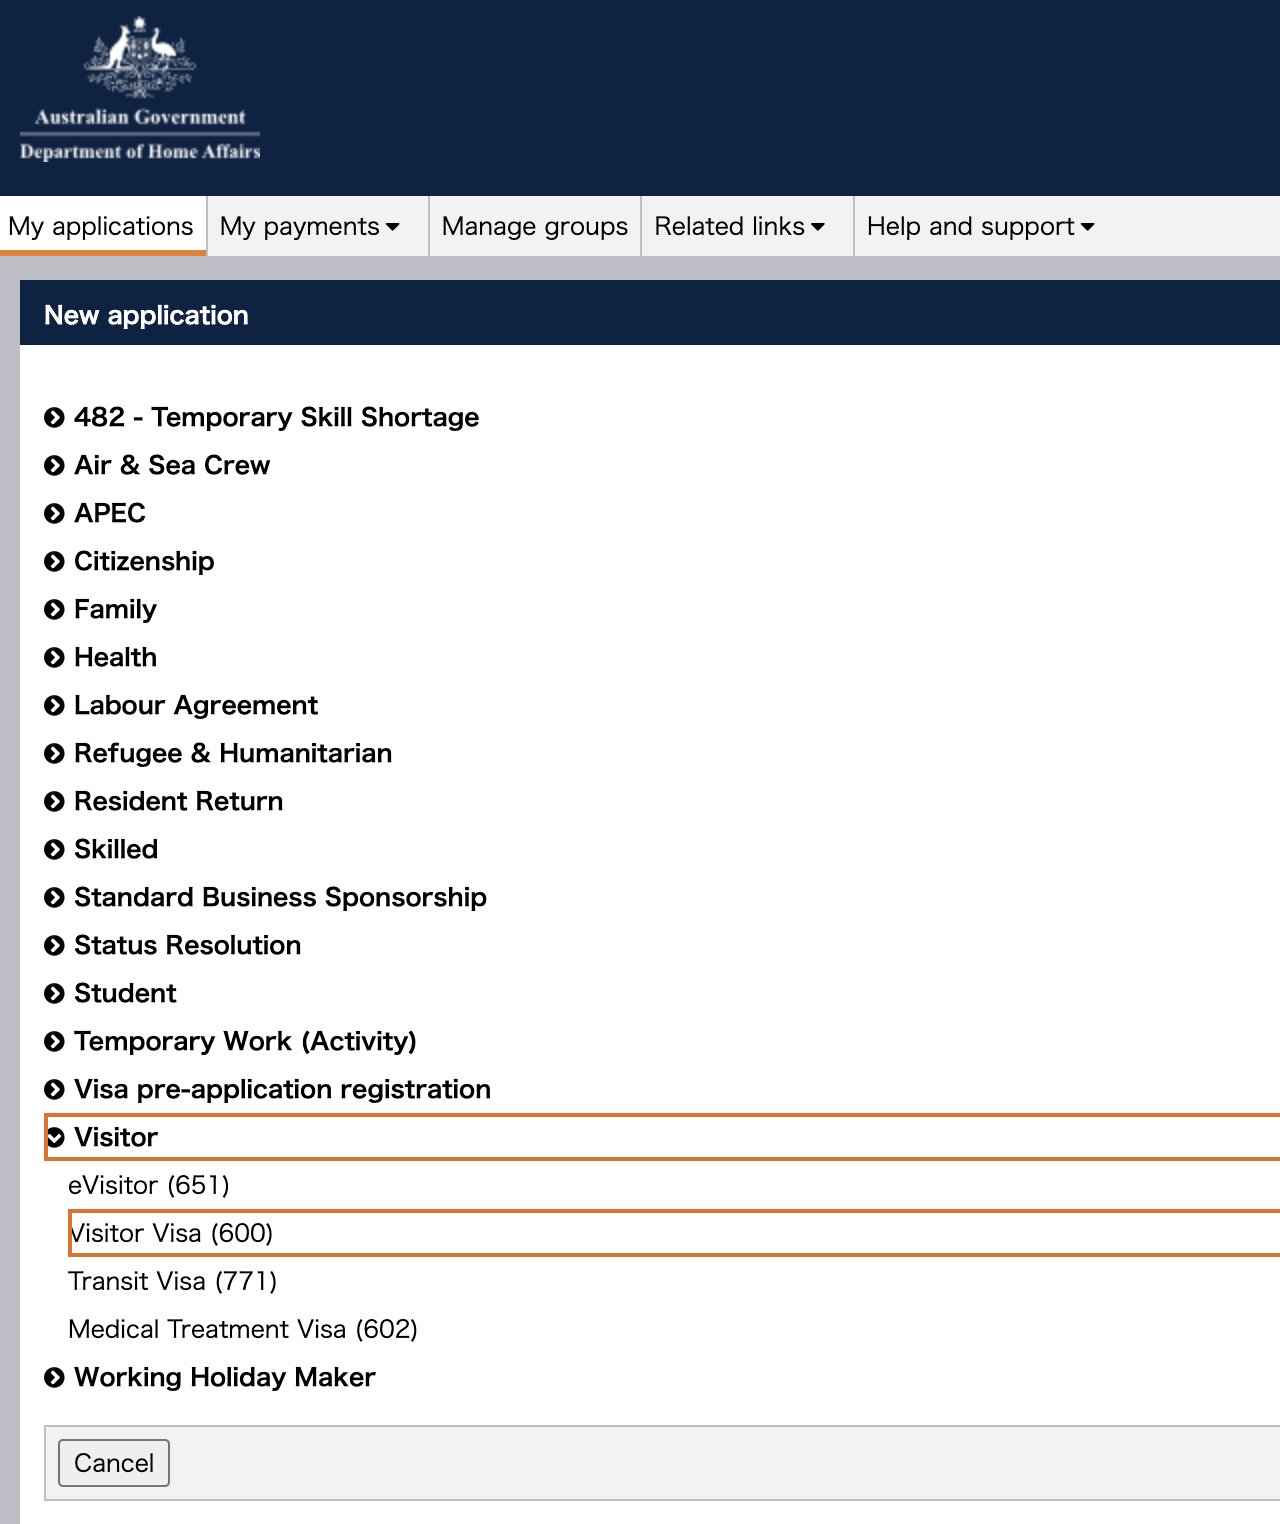 Australian Government
Department of Home Affairs
My applications My payments Manage groups Related links Help and support
New application
482 - Temporary Skill Shortage
Air & Sea Crew
APEC
Citizenship
Family
Health
Labour Agreement
Refugee & Humanitarian
Resident Return
Skilled
Standard Business Sponsorship
Status Resolution
Student
Temporary Work (Activity)
Visa pre-application registration
Visitor
eVisitor (651)
Visitor Visa (600)
Transit Visa (771)
Medical Treatment Visa (602)
Working Holiday Maker
Cancel